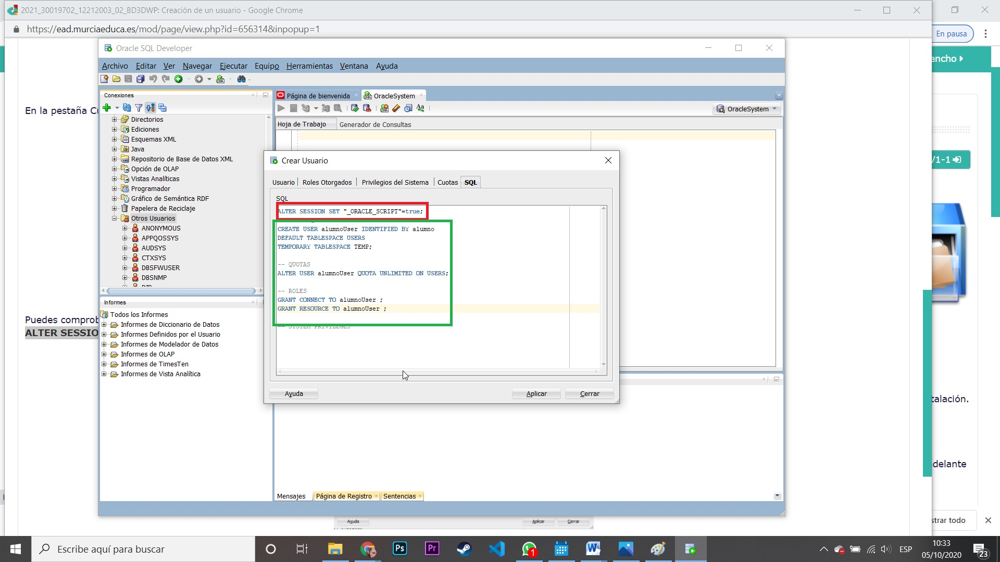 2021_30019702_12212003_02_BD3DWP: Creación de un usuario - Google Chrome
https://ead.murciaeduca.es/mod/page/view.php?id=656314&inpopup=1
En pausa
encho
/1-1
En la pestaña
Puedes comprob
ALTER SESSIO
talación.
delante
strar todo
Oracle SQL Developer
Archivo Editar Ver Navegar Ejecutar Equipo Herramientas Ventana Ayuda
Conexiones
Directorios
Ediciones
Esquemas XML
Java
Repositorio de Base de Datos XML
Opción de OLAP
Vistas Analíticas
Programador
Gráfico de Semántica RDF
Papelera de Reciclaje
Otros Usuarios
ANONYMOUS
APPQOSSYS
AUDSYS
CTXSYS
DBSFWUSER
DBSNMP
Informes
Todos los Informes
Informes de Diccionario de Datos
Informes Definidos por el Usuario
Informes de Modelador de Datos
Informes de OLAP
Informes de TimesTen
Informes de Vista Analítica
Página de bienvenida OracleSystem
OracleSystem
Hoja de Trabajo Generador de Consultas
Crear Usuario
Usuario Roles Otorgados Privilegios del Sistema Cuotas SQL
SQL
ALTER SESSION SET "_ORACLE_SCRIPT"=true;
CREATE USER alumnoUser IDENTIFIED BY alumno
DEFAULT TABLESPACE USERS
TEMPORARY TABLESPACE TEMP;
-- QUOTAS
ALTER USER alumnoUser QUOTA UNLIMITED ON USERS;
-- ROLES
GRANT CONNECT TO alumnoUser ;
GRANT RESOURCE TO alumnoUser ;
-- SYSTEM PRIVILEGES
Ayuda Aplicar Cerrar
Mensajes Página de Registro Sentencias
Ayuda Aplicar Cerrar
Escribe aquí para buscar
Ps
Pr
1
W
ESP
10:33
05/10/2020
23